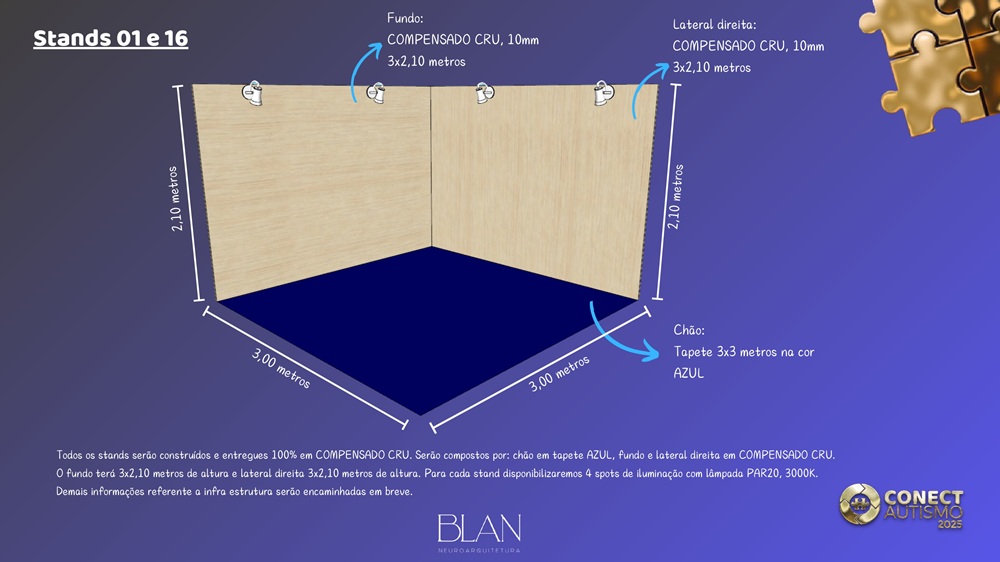 Stands 01 e 16
Fundo:
COMPENSADO CRU, 10mm
3x2,10 metros
Lateral direita:
COMPENSADO CRU, 10mm
3x2,10 metros
2,10 metros
2,10 metros
3,00 metros
3,00 metros
Chão:
Tapete 3x3 metros na cor
AZUL
Todos os stands serão construídos e entregues 100% em COMPENSADO CRU. Serão compostos por: chão em tapete AZUL, fundo e lateral direita em COMPENSADO CRU.
O fundo terá 3x2,10 metros de altura e lateral direita 3x2,10 metros de altura. Para cada stand disponibilizaremos 4 spots de iluminação com lâmpada PAR20, 3000K.
Demais informações referente a infra estrutura serão encaminhadas em breve.
BLAN
NEUROARQUITETURA
CONECT
AUTISMO
2025